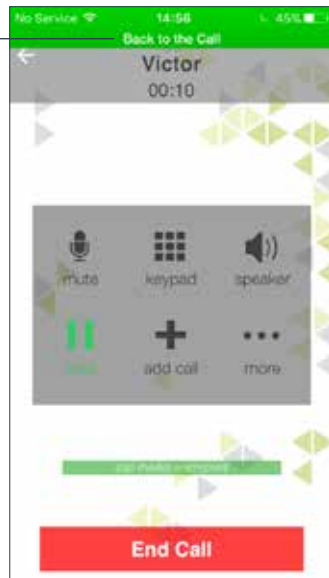 No Service 14:56 45%
Back to the Call
Victor
00:10
mute keypad speaker
hold add call more
End Call